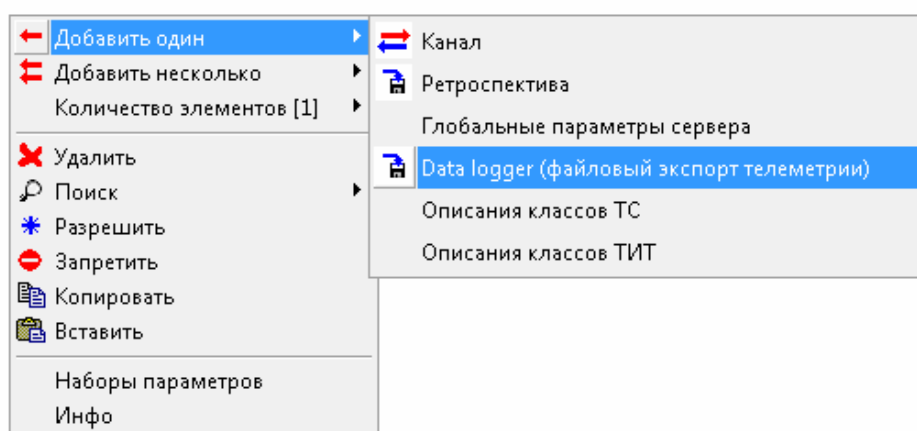 Добавить один
Добавить несколько
Количество элементов [1]
Удалить
Поиск
Разрешить
Запретить
Копировать
Вставить
Наборы параметров
Инфо
Канал
Ретроспектива
Глобальные параметры сервера
Data logger (файловый экспорт телеметрии)
Описания классов ТС
Описания классов ТИТ